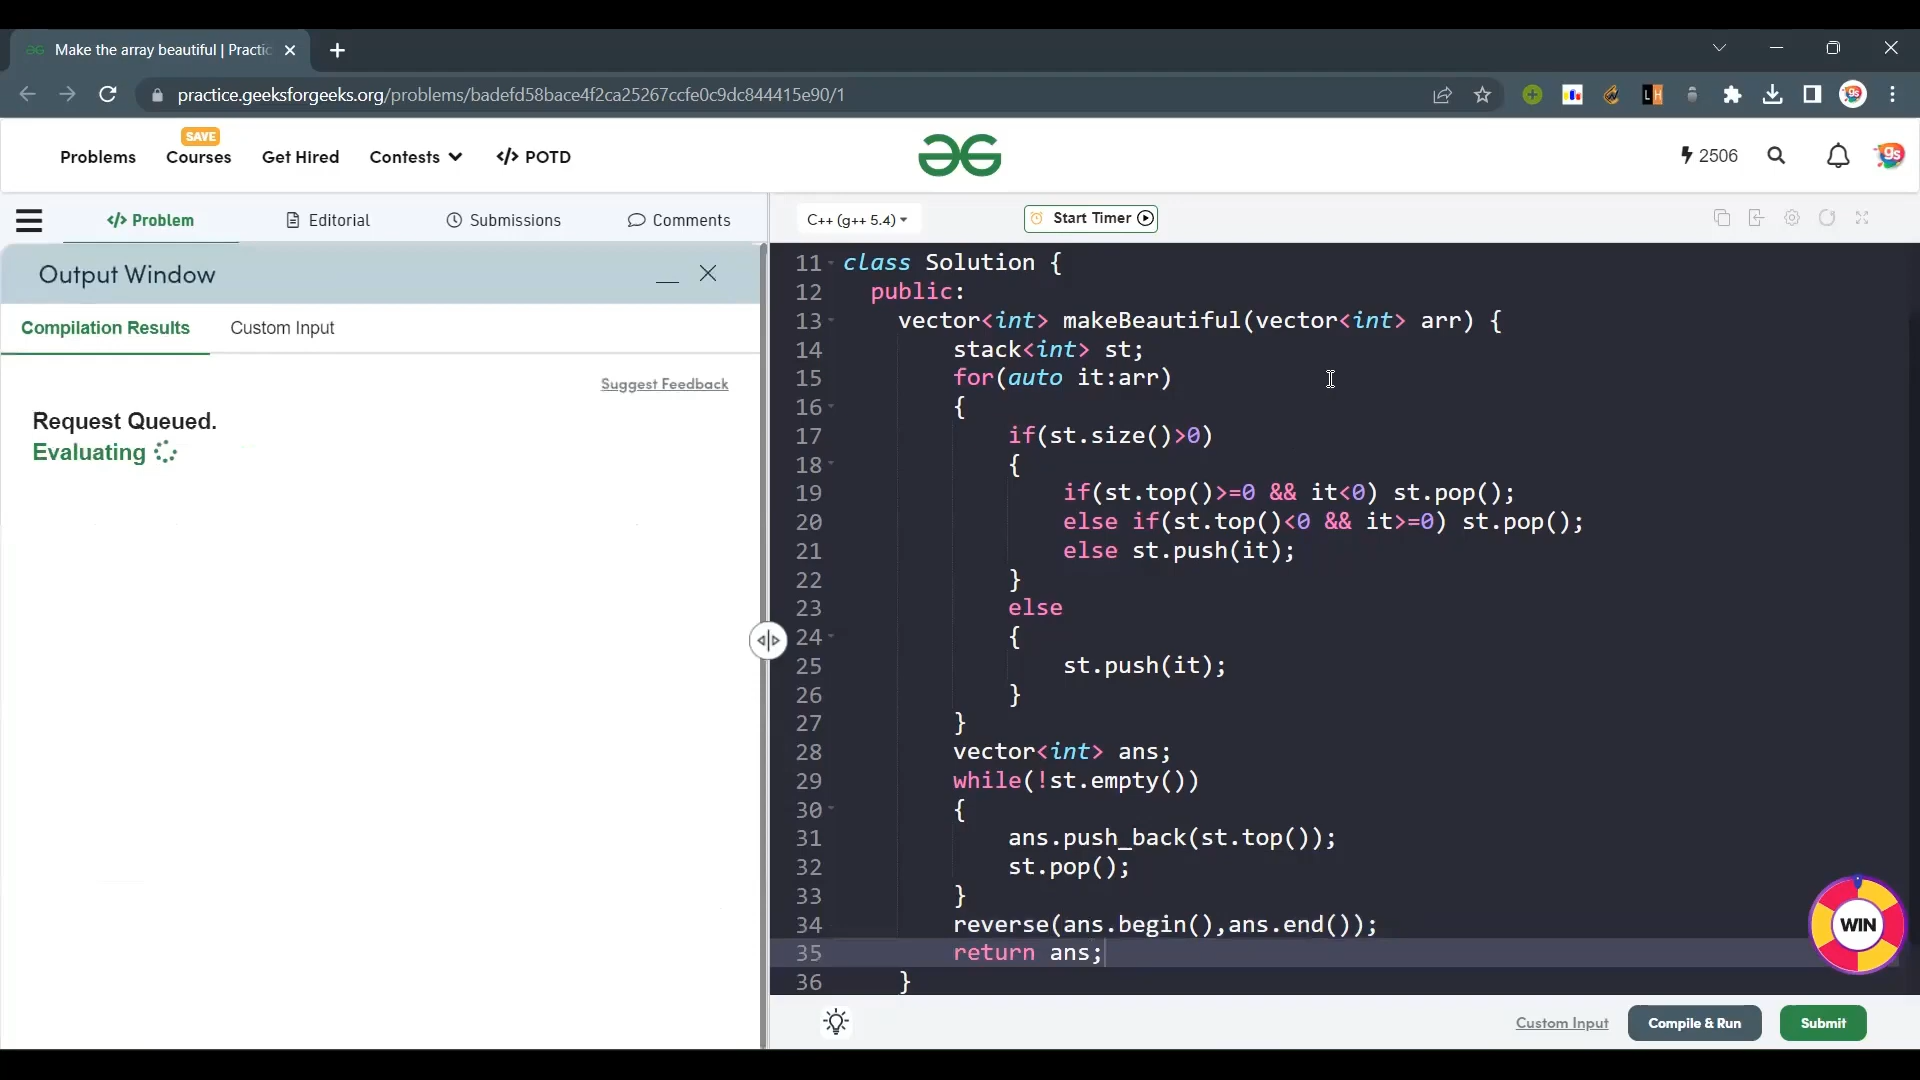 Make the array beautiful | Practic
practice.geeksforgeeks.org/problems/badefd58bace4f2ca25267ccfe0c9dc844415e90/1
Problems
SAVE
Courses
Get Hired
Contests
</> POTD
2506
gs
</> Problem
Editorial
Submissions
Comments
C++ (g++ 5.4)
Start Timer
Output Window
Compilation Results
Custom Input
Suggest Feedback
Request Queued.
Evaluating
11 class Solution {
12 public:
13 vector<int> makeBeautiful(vector<int> arr) {
14 stack<int> st;
15 for(auto it:arr)
16 {
17 if(st.size()>0)
18 {
19 if(st.top()>=0 && it<0) st.pop();
20 else if(st.top()<0 && it>=0) st.pop();
21 else st.push(it);
22 }
23 else
24 {
25 st.push(it);
26 }
27 }
28 vector<int> ans;
29 while(!st.empty())
30 {
31 ans.push_back(st.top());
32 st.pop();
33 }
34 reverse(ans.begin(),ans.end());
35 return ans;
36 }
WIN
Custom Input
Compile & Run
Submit